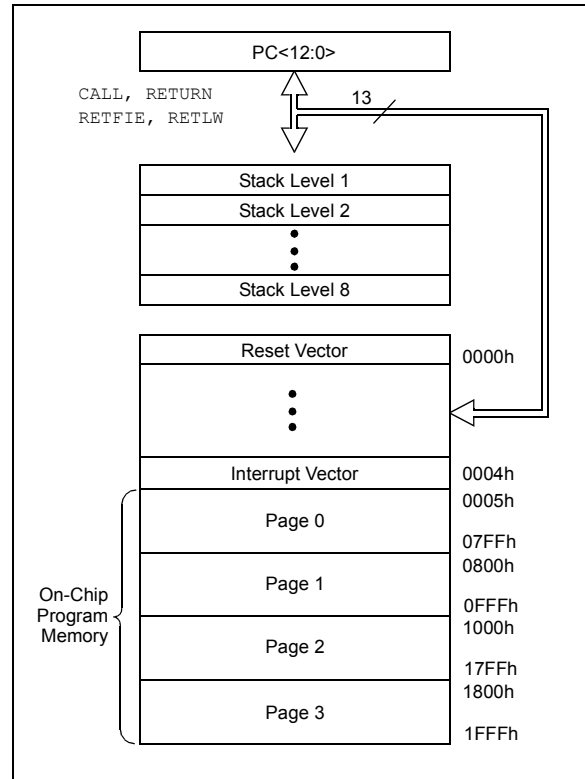 PC<12:0>
CALL, RETURN
RETFIE, RETLW
13
Stack Level 1
Stack Level 2
Stack Level 8
Reset Vector
0000h
Interrupt Vector
0004h
0005h
Page 0
07FFh
0800h
Page 1
On-Chip
Program
Memory
0FFFh
1000h
Page 2
17FFh
1800h
Page 3
1FFFh